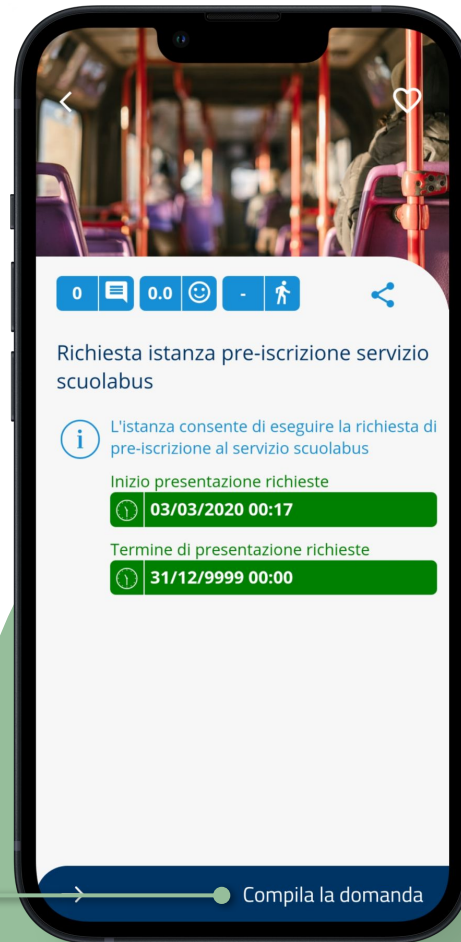 0
0.0
-
Richiesta istanza pre-iscrizione servizio
scuolabus
i
L'istanza consente di eseguire la richiesta di
pre-iscrizione al servizio scuolabus
Inizio presentazione richieste
03/03/2020 00:17
Termine di presentazione richieste
31/12/9999 00:00
Compila la domanda